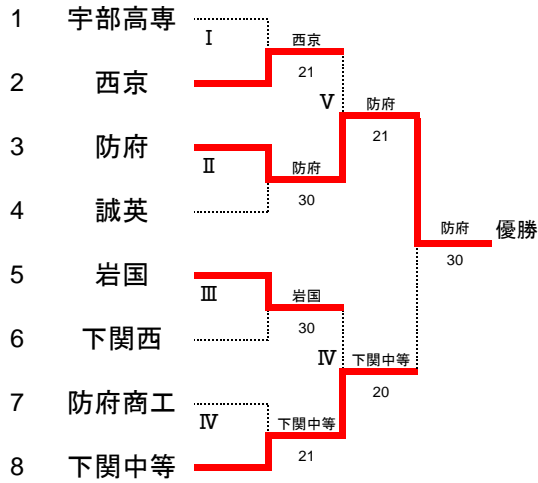 1 宇部高専
Ⅰ 西京
2 西京 21
Ⅴ 防府
3 防府 21
Ⅱ 防府
4 誠英 30
防府 優勝
30
5 岩国
Ⅲ 岩国
6 下関西 30
Ⅳ 下関中等
7 防府商工 20
Ⅳ 下関中等
8 下関中等 21